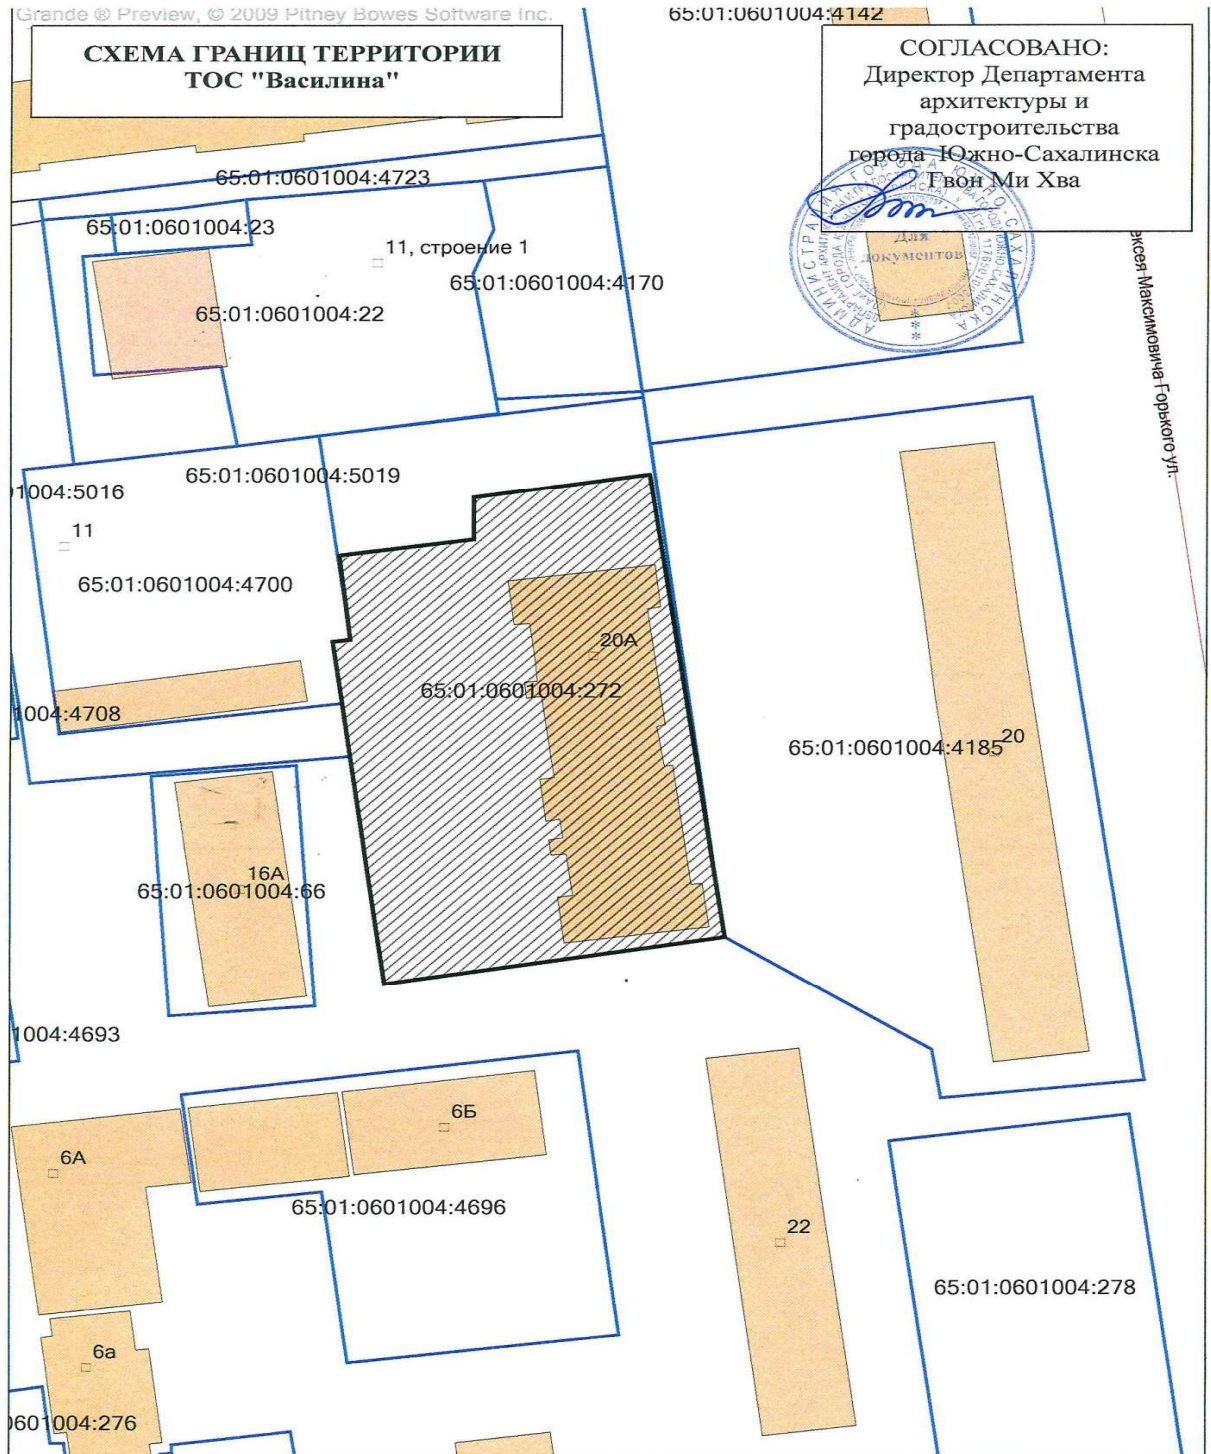 Grande ® Preview, © 2009 Pitney Bowes Software Inc.
65:01:0601004:4142
СХЕМА ГРАНИЦ ТЕРРИТОРИИ
ТОС "Василина"
СОГЛАСОВАНО:
Директор Департамента
архитектуры и
градостроительства
города Южно-Сахалинска
Гвон Ми Хва
Для
документов
65:01:0601004:4723
65:01:0601004:23
11, строение 1
65:01:0601004:4170
65:01:0601004:22
ексея Максимовича Горького ул.
65:01:0601004:5019
1004:5016
11
65:01:0601004:4700
20А
65:01:0601004:272
1004:4708
65:01:0601004:4185
20
16А
65:01:0601004:66
1004:4693
6Б
6А
65:01:0601004:4696
22
65:01:0601004:278
6а
0601004:276